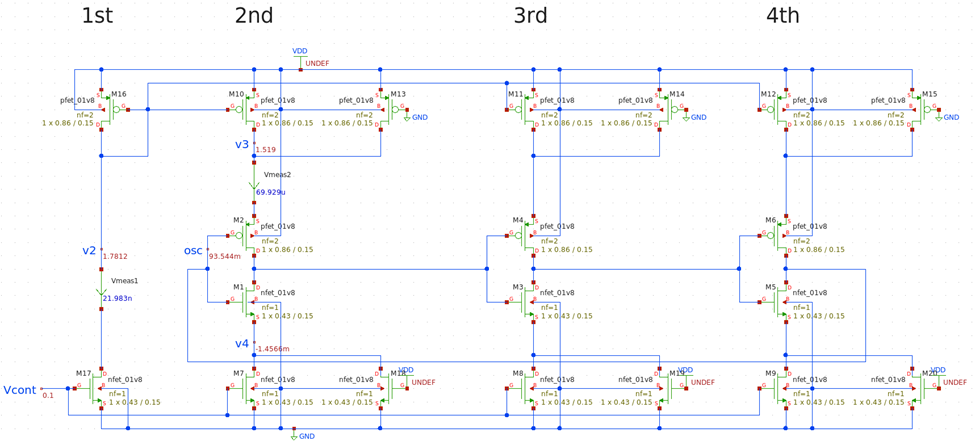 1st 2nd 3rd 4th
VDD
UNDEF
M16 M10 M13 M11 M14 M12 M15
pfet_01v8 pfet_01v8 pfet_01v8 pfet_01v8 pfet_01v8 pfet_01v8 pfet_01v8
GND GND GND
nf=2 nf=2 nf=2 nf=2 nf=2 nf=2 nf=2
1 x 0.86 / 0.15 1 x 0.86 / 0.15 1 x 0.86 / 0.15 1 x 0.86 / 0.15 1 x 0.86 / 0.15 1 x 0.86 / 0.15 1 x 0.86 / 0.15
v3 1.519
Vmeas2
69.929u
M2 M4 M6
pfet_01v8 pfet_01v8 pfet_01v8
nf=2 nf=2 nf=2
1 x 0.86 / 0.15 1 x 0.86 / 0.15 1 x 0.86 / 0.15
v2 1.7812 osc 93.544m
Vmeas1
21.983n
M1 M3 M5
nfet_01v8 nfet_01v8 nfet_01v8
nf=1 nf=1 nf=1
1 x 0.43 / 0.15 1 x 0.43 / 0.15 1 x 0.43 / 0.15
v4 -1.4566m
VDD VDD VDD
UNDEF UNDEF UNDEF
M17 M7 M18 M8 M19 M9 M20
nfet_01v8 nfet_01v8 nfet_01v8 nfet_01v8 nfet_01v8 nfet_01v8 nfet_01v8
Vcont 0.1
nf=1 nf=1 nf=1 nf=1 nf=1 nf=1 nf=1
1 x 0.43 / 0.15 1 x 0.43 / 0.15 1 x 0.43 / 0.15 1 x 0.43 / 0.15 1 x 0.43 / 0.15 1 x 0.43 / 0.15 1 x 0.43 / 0.15
GND